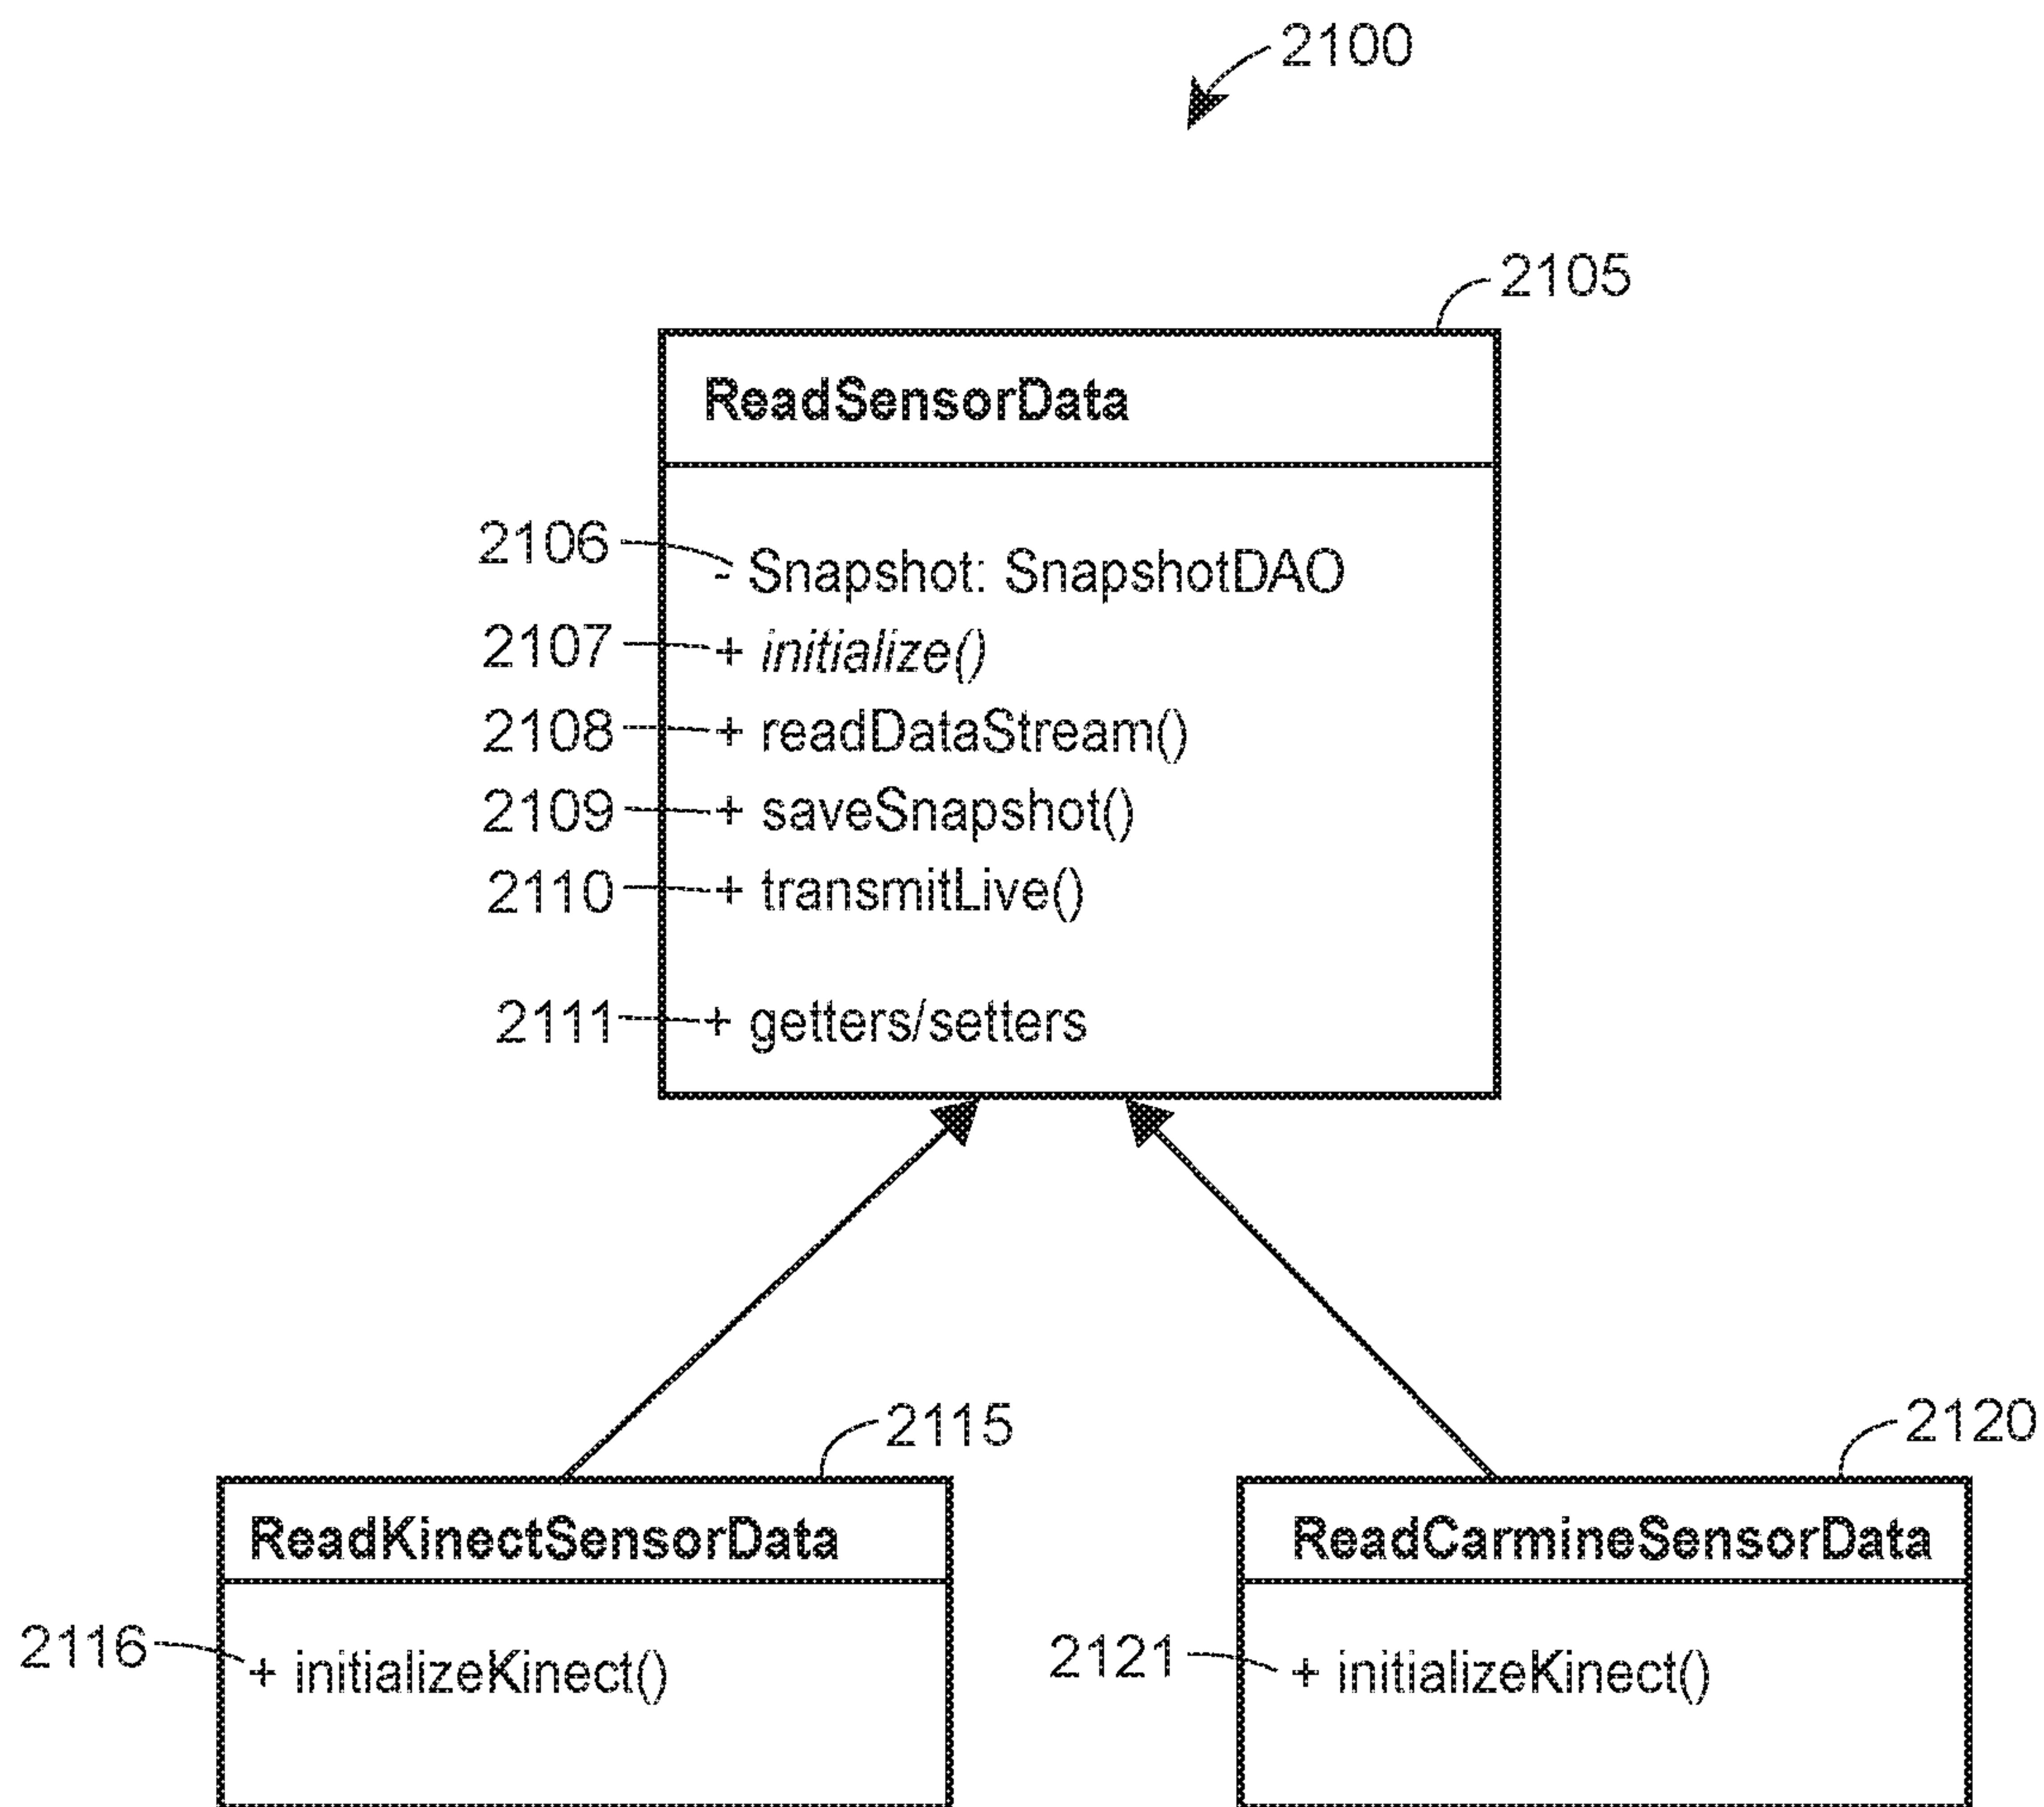 2100
2105
ReadSensorData
2106 - Snapshot: SnapshotDAO
2107 + initialize()
2108 + readDataStream()
2109 + saveSnapshot()
2110 + transmitLive()
2111 + getters/setters
2115
2120
ReadKinectSensorData
ReadCarmineSensorData
2116 + initializeKinect()
2121 + initializeKinect()